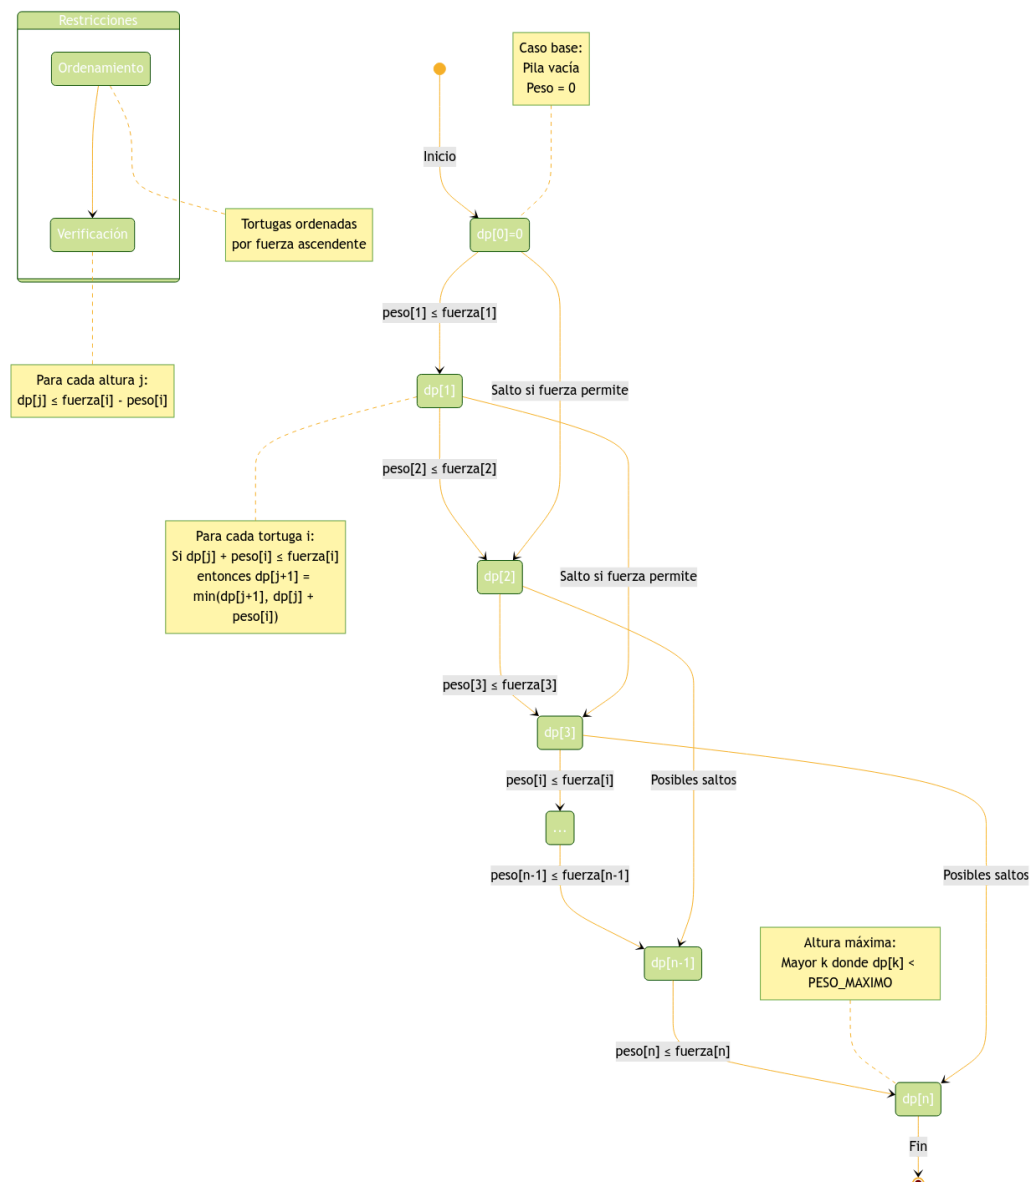 Restricciones
Ordenamiento
Verificación
Tortugas ordenadas
por fuerza ascendente
Para cada altura j:
dp[j] ≤ fuerza[i] - peso[i]
Caso base:
Pila vacía
Peso = 0
Inicio
dp[0]=0
peso[1] ≤ fuerza[1]
Salto si fuerza permite
dp[1]
peso[2] ≤ fuerza[2]
Para cada tortuga i:
Si dp[j] + peso[i] ≤ fuerza[i]
entonces dp[j+1] =
min(dp[j+1], dp[j] +
peso[i])
Salto si fuerza permite
dp[2]
peso[3] ≤ fuerza[3]
dp[3]
peso[i] ≤ fuerza[i]
Posibles saltos
...
peso[n-1] ≤ fuerza[n-1]
Posibles saltos
dp[n-1]
Altura máxima:
Mayor k donde dp[k] <
PESO_MAXIMO
peso[n] ≤ fuerza[n]
dp[n]
Fin